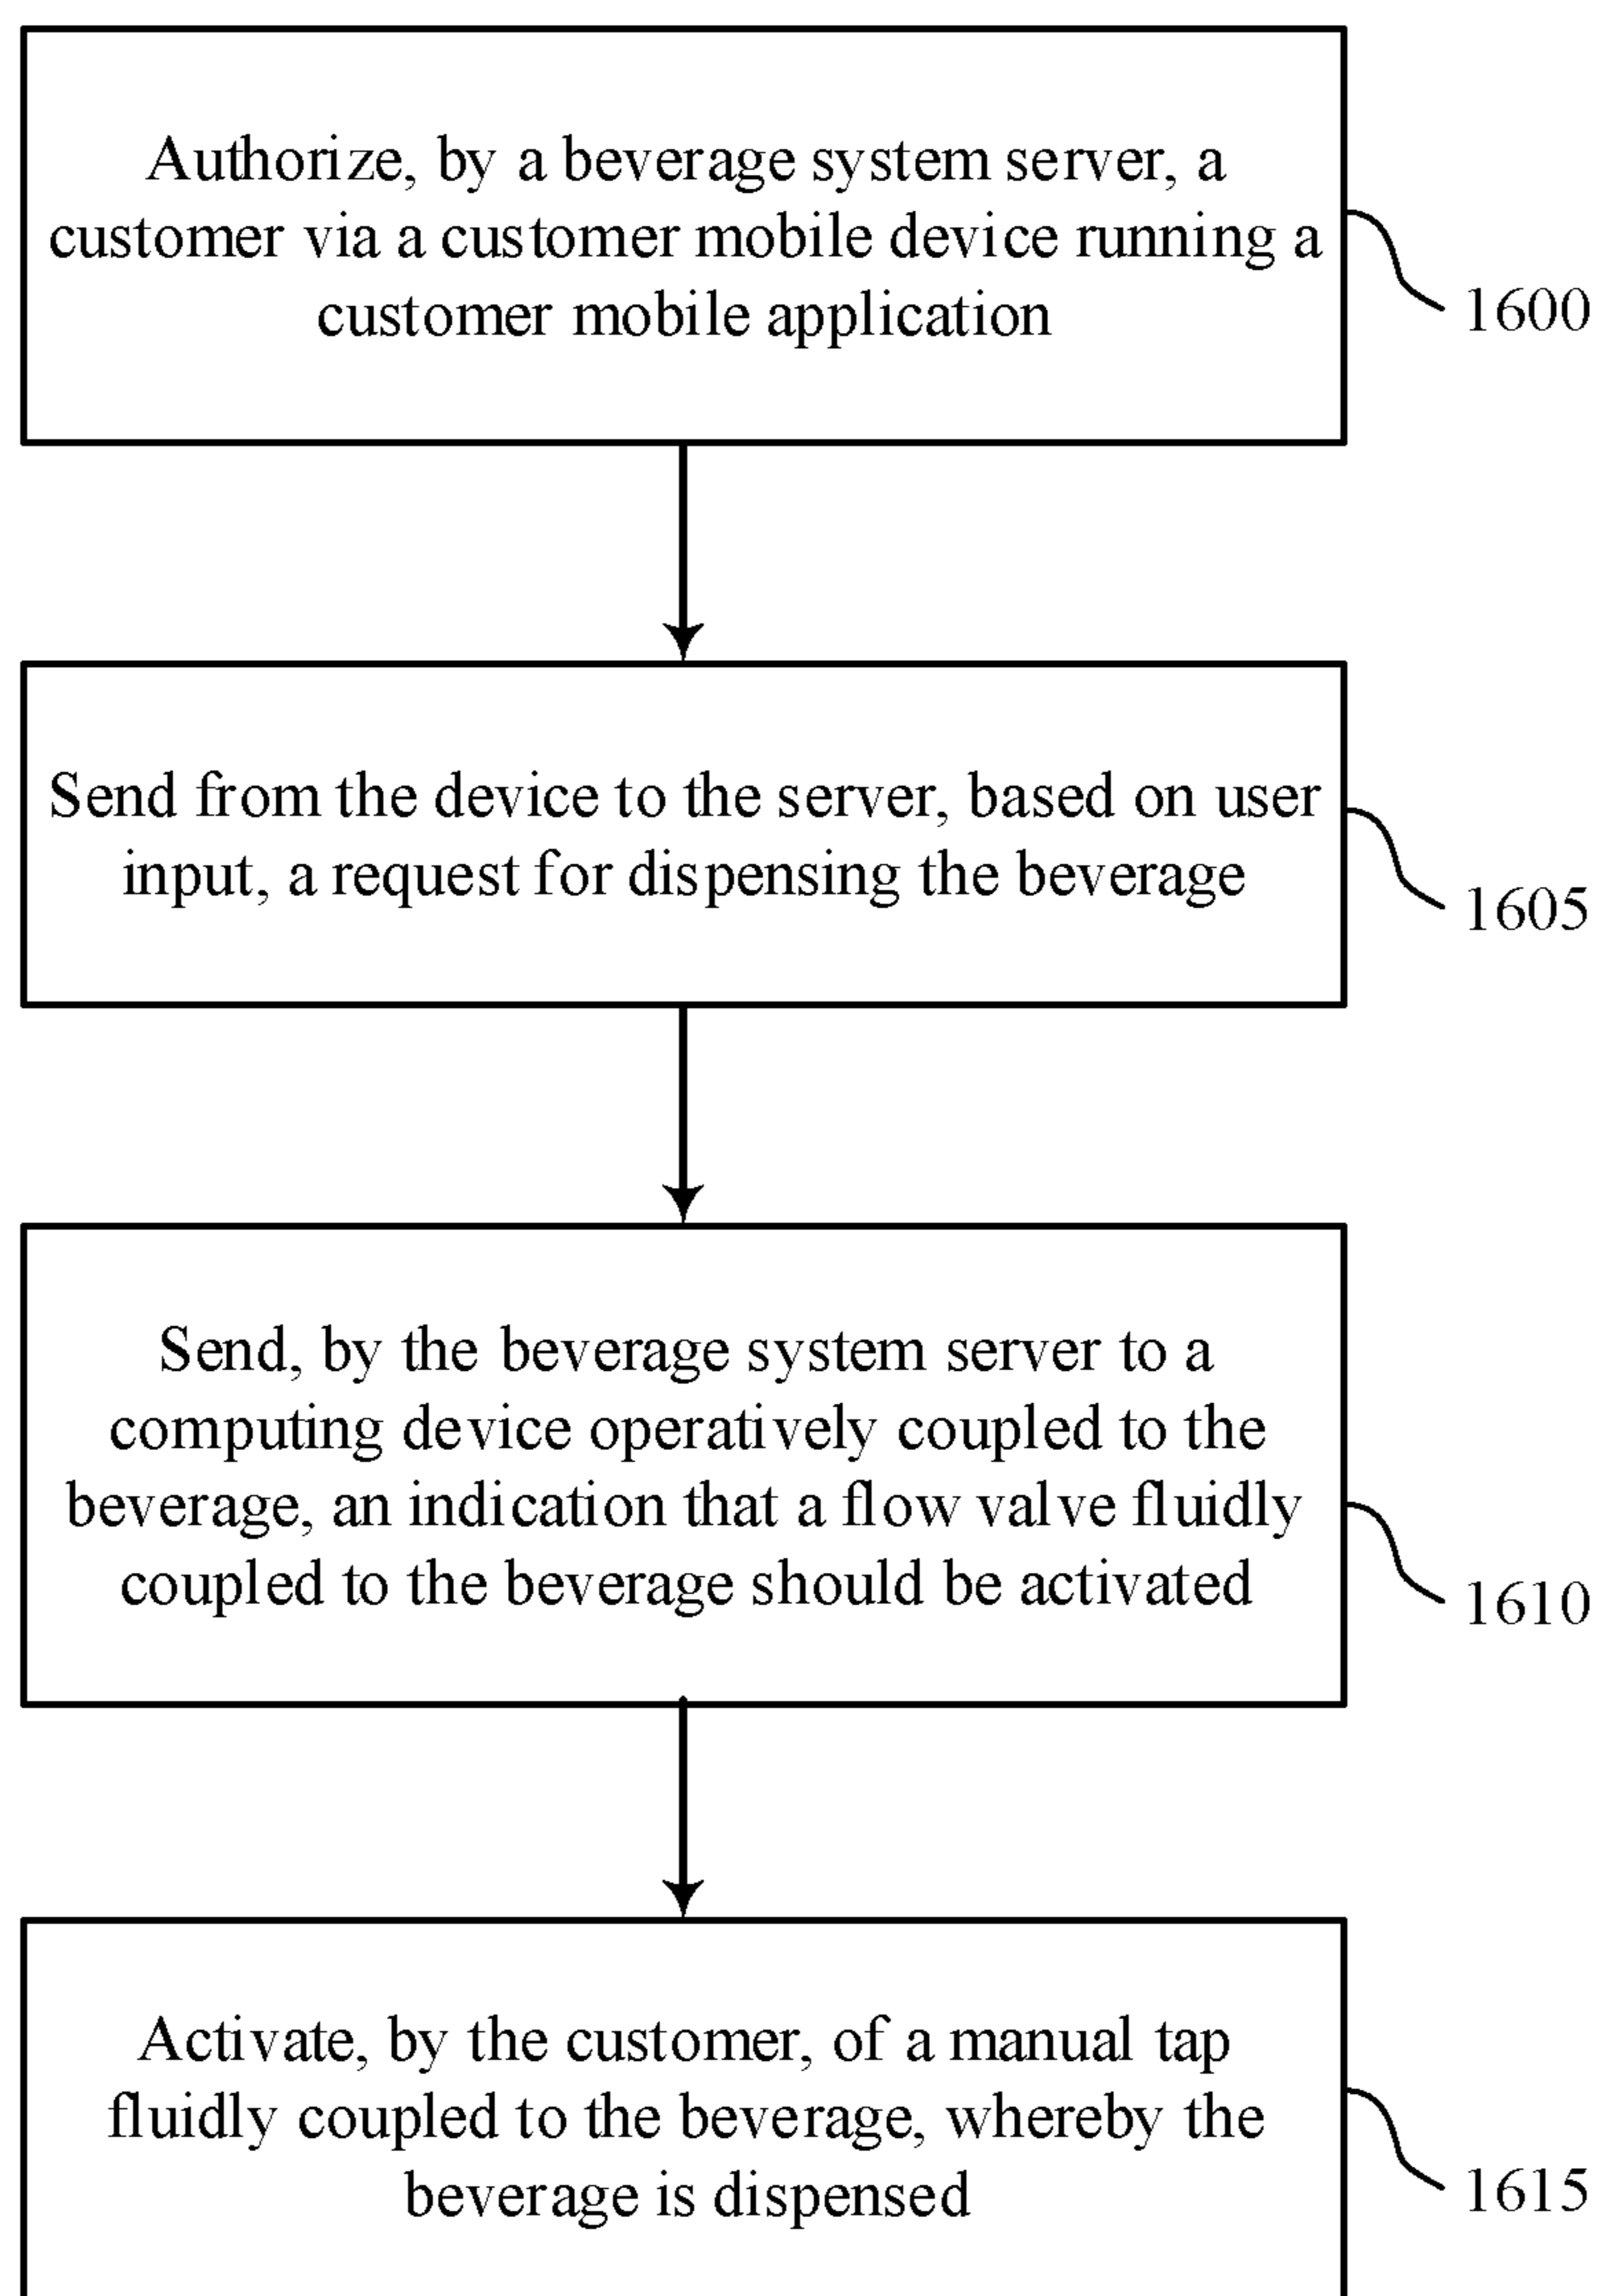 Authorize, by a beverage system server, a
customer via a customer mobile device running a
customer mobile application
1600
Send from the device to the server, based on user
input, a request for dispensing the beverage
1605
Send, by the beverage system server to a
computing device operatively coupled to the
beverage, an indication that a flow valve fluidly
coupled to the beverage should be activated
1610
Activate, by the customer, of a manual tap
fluidly coupled to the beverage, whereby the
beverage is dispensed
1615